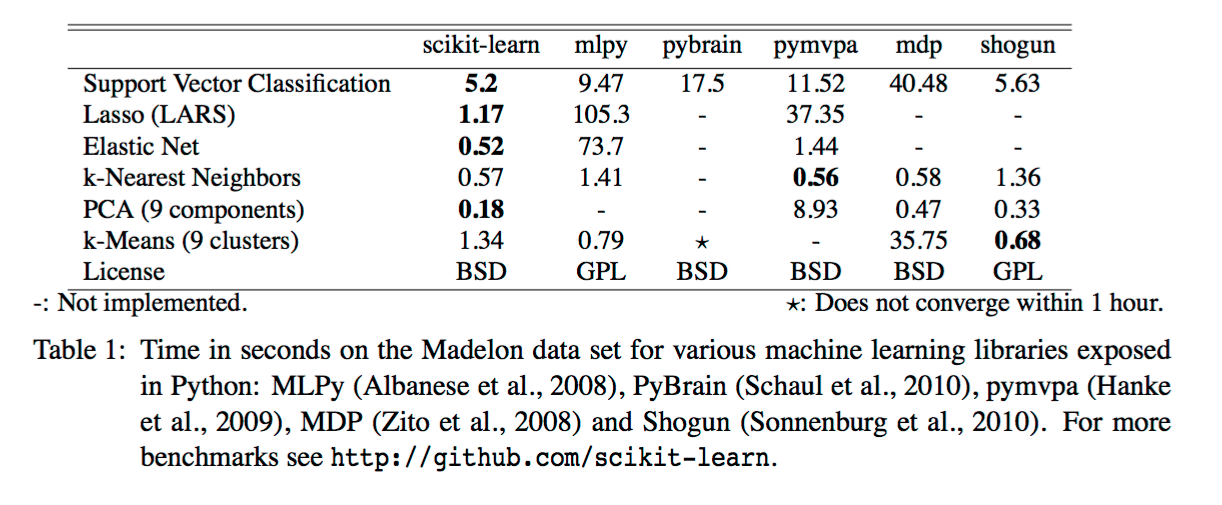 scikit-learn mlpy pybrain pymvpa mdp shogun
Support Vector Classification 5.2 9.47 17.5 11.52 40.48 5.63
Lasso (LARS) 1.17 105.3 - 37.35 - -
Elastic Net 0.52 73.7 - 1.44 - -
k-Nearest Neighbors 0.57 1.41 - 0.56 0.58 1.36
PCA (9 components) 0.18 - - 8.93 0.47 0.33
k-Means (9 clusters) 1.34 0.79 ⋆ - 35.75 0.68
License BSD GPL BSD BSD BSD GPL
-: Not implemented. ⋆: Does not converge within 1 hour.
Table 1: Time in seconds on the Madelon data set for various machine learning libraries exposed
in Python: MLPy (Albanese et al., 2008), PyBrain (Schaul et al., 2010), pymvpa (Hanke
et al., 2009), MDP (Zito et al., 2008) and Shogun (Sonnenburg et al., 2010). For more
benchmarks see http://github.com/scikit-learn.